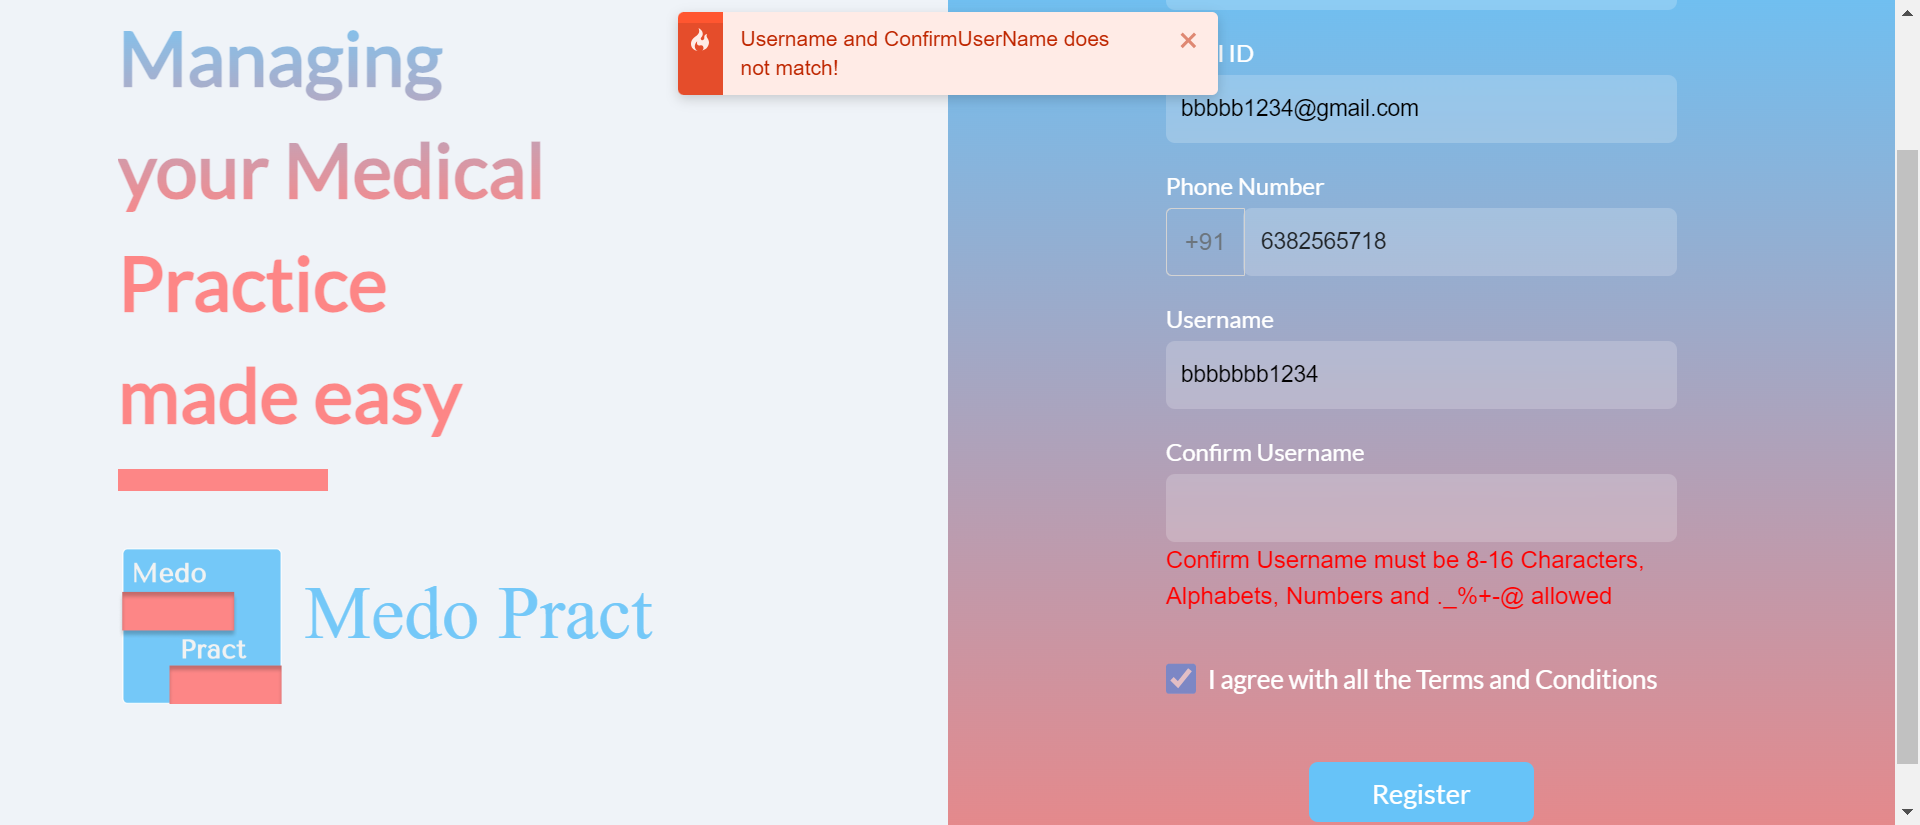 Managing
your Medical
Practice
made easy
Medo
Pract
Medo Pract
Username and ConfirmUserName does
not match!
l ID
bbbbb1234@gmail.com
Phone Number
+91
6382565718
Username
bbbbbbb1234
Confirm Username
Confirm Username must be 8-16 Characters,
Alphabets, Numbers and ._%+-@ allowed
I agree with all the Terms and Conditions
Register